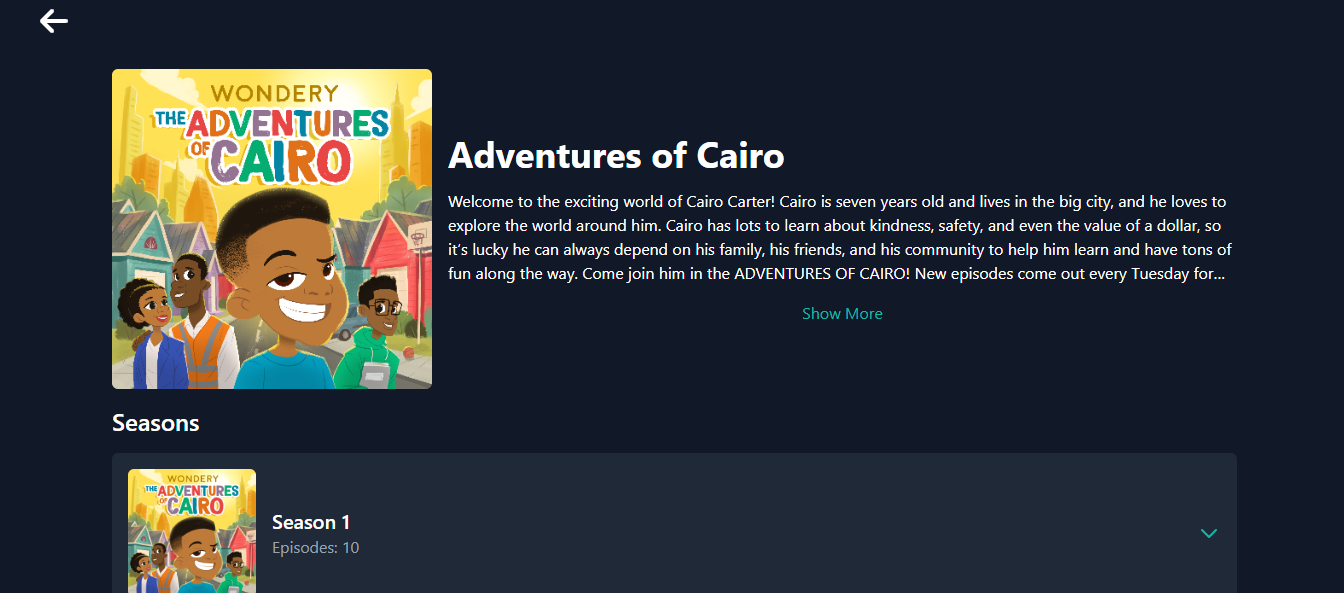 WONDERY
THE ADVENTURES
OF CAIRO
Adventures of Cairo
Welcome to the exciting world of Cairo Carter! Cairo is seven years old and lives in the big city, and he loves to
explore the world around him. Cairo has lots to learn about kindness, safety, and even the value of a dollar, so
it’s lucky he can always depend on his family, his friends, and his community to help him learn and have tons of
fun along the way. Come join him in the ADVENTURES OF CAIRO! New episodes come out every Tuesday for...
Show More
Seasons
WONDERY
THE ADVENTURES
OF CAIRO
Season 1
Episodes: 10